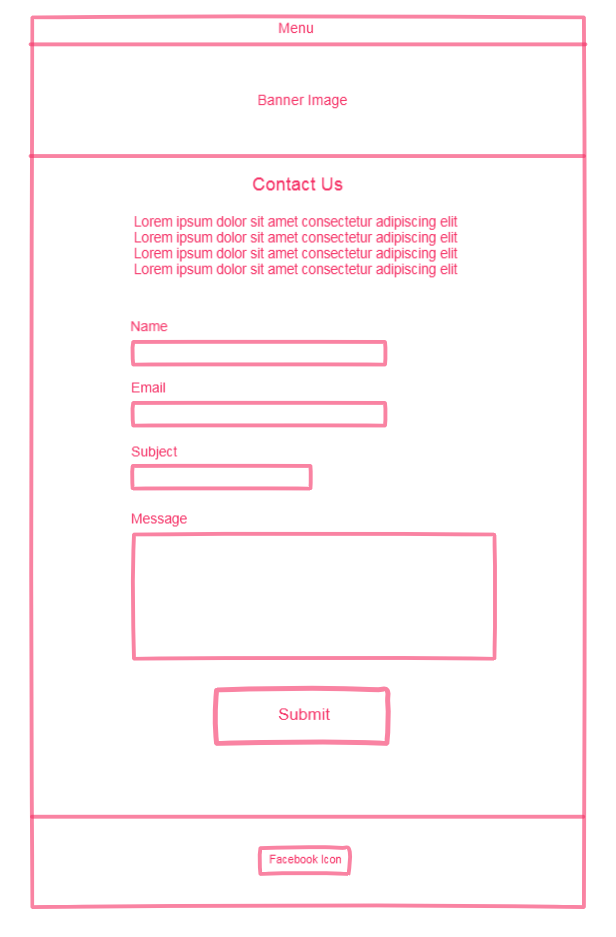 Menu
Banner Image
Contact Us
Lorem ipsum dolor sit amet consectetur adipiscing elit
Lorem ipsum dolor sit amet consectetur adipiscing elit
Lorem ipsum dolor sit amet consectetur adipiscing elit
Lorem ipsum dolor sit amet consectetur adipiscing elit
Name
Email
Subject
Message
Submit
Facebook Icon